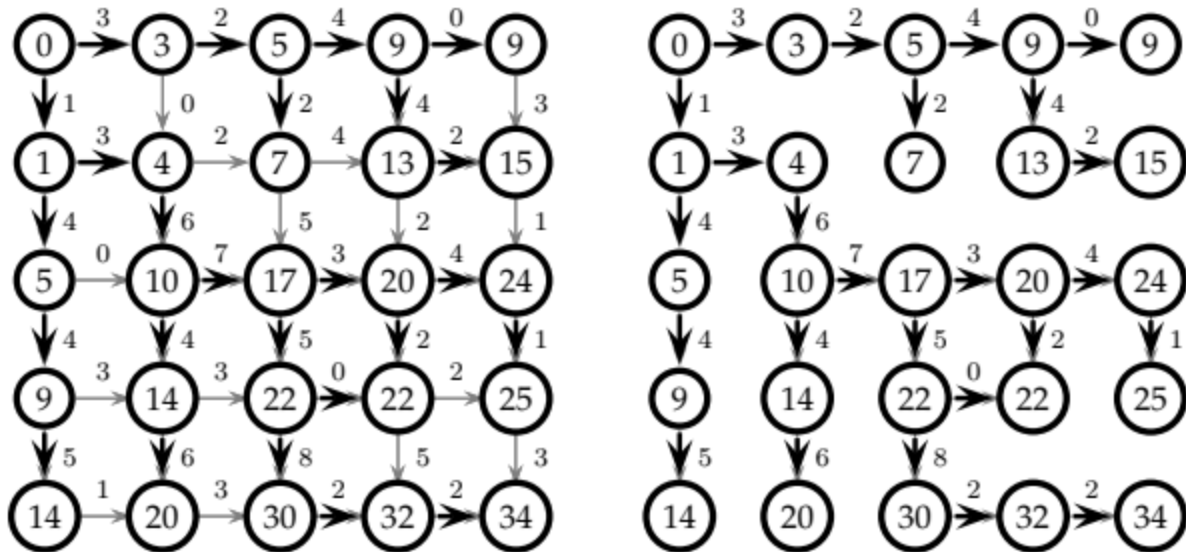 3 2 4 0 3 2 4 0
0 3 5 9 9 0 3 5 9 9
1 0 2 4 3 1 2 4
3 2 4 2 3 2
1 4 7 13 15 1 4 7 13 15
4 6 5 2 1 4 6
0 7 3 4 7 3 4
5 10 17 20 24 5 10 17 20 24
4 4 5 2 1 4 4 5 2 1
3 3 0 2 0
9 14 22 22 25 9 14 22 22 25
5 6 8 5 3 5 6 8
1 3 2 2 2 2
14 20 30 32 34 14 20 30 32 34